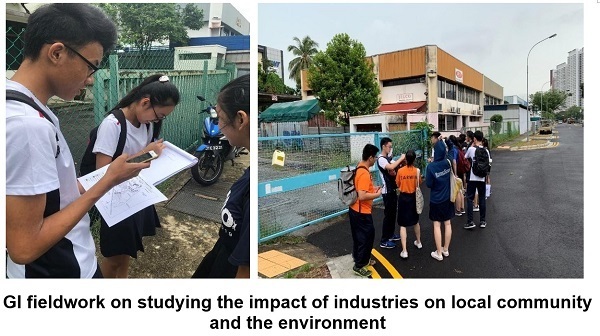 GI fieldwork on studying the impact of industries on local community
and the environment